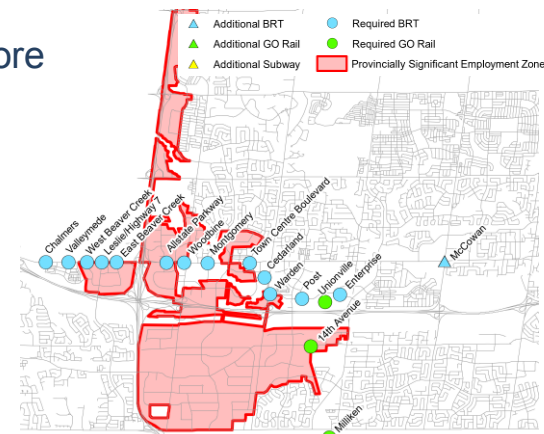 ore
Additional BRT
Required BRT
Additional GO Rail
Required GO Rail
Additional Subway
Provincially Significant Employment Zone
Chalmers
Valleymede
West Beaver Creek
Leslie/Highway 7
East Beaver Creek
Allstate Parkway
Woodbine
Montgomery
Town Centre Boulevard
Cedarland
Warden
Post
Unionville
Enterprise
McCowan
14th Avenue
Milliken